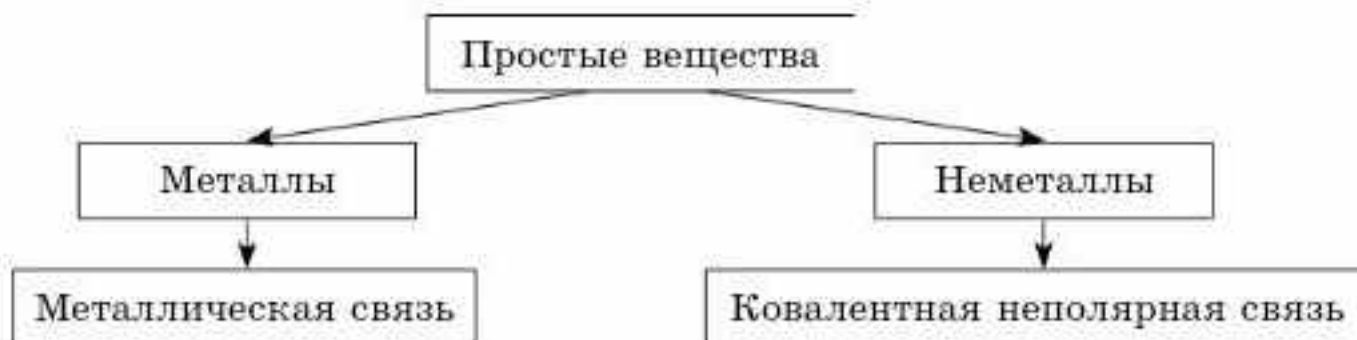 Простые вещества
Металлы
Неметаллы
Металлическая связь
Ковалентная неполярная связь